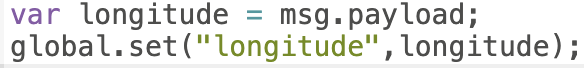 var longitude = msg.payload;
global.set("longitude",longitude);